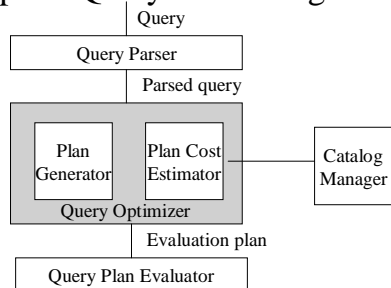 Query
Query Parser
Parsed query
Plan
Generator
Plan Cost
Estimator
Catalog
Manager
Query Optimizer
Evaluation plan
Query Plan Evaluator